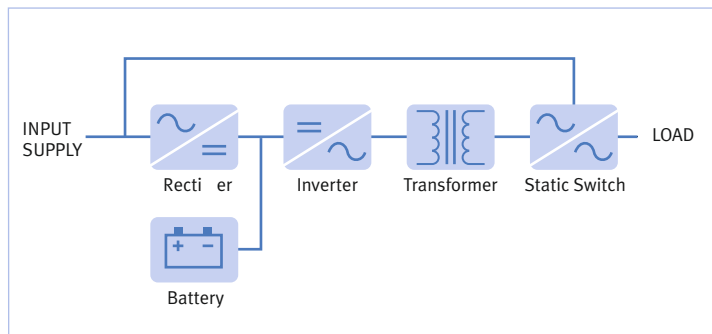 INPUT
SUPPLY
LOAD
Recti er
Inverter
Transformer
Static Switch
+ −
Battery